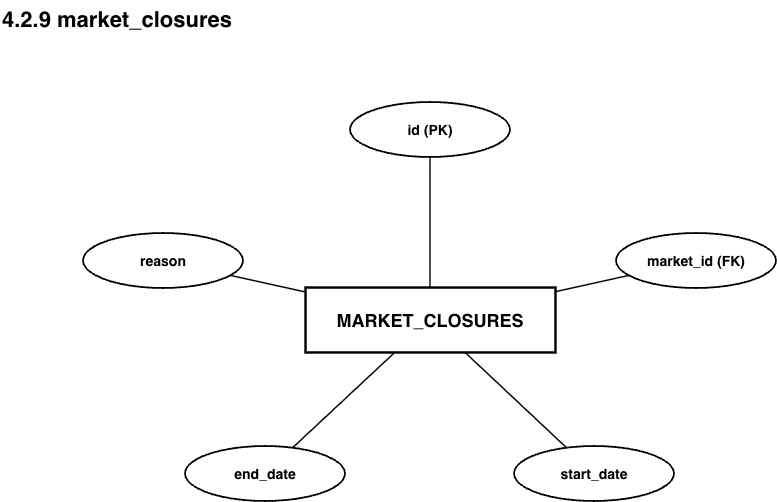 4.2.9 market_closures
id (PK)
reason
market_id (FK)
MARKET_CLOSURES
end_date
start_date